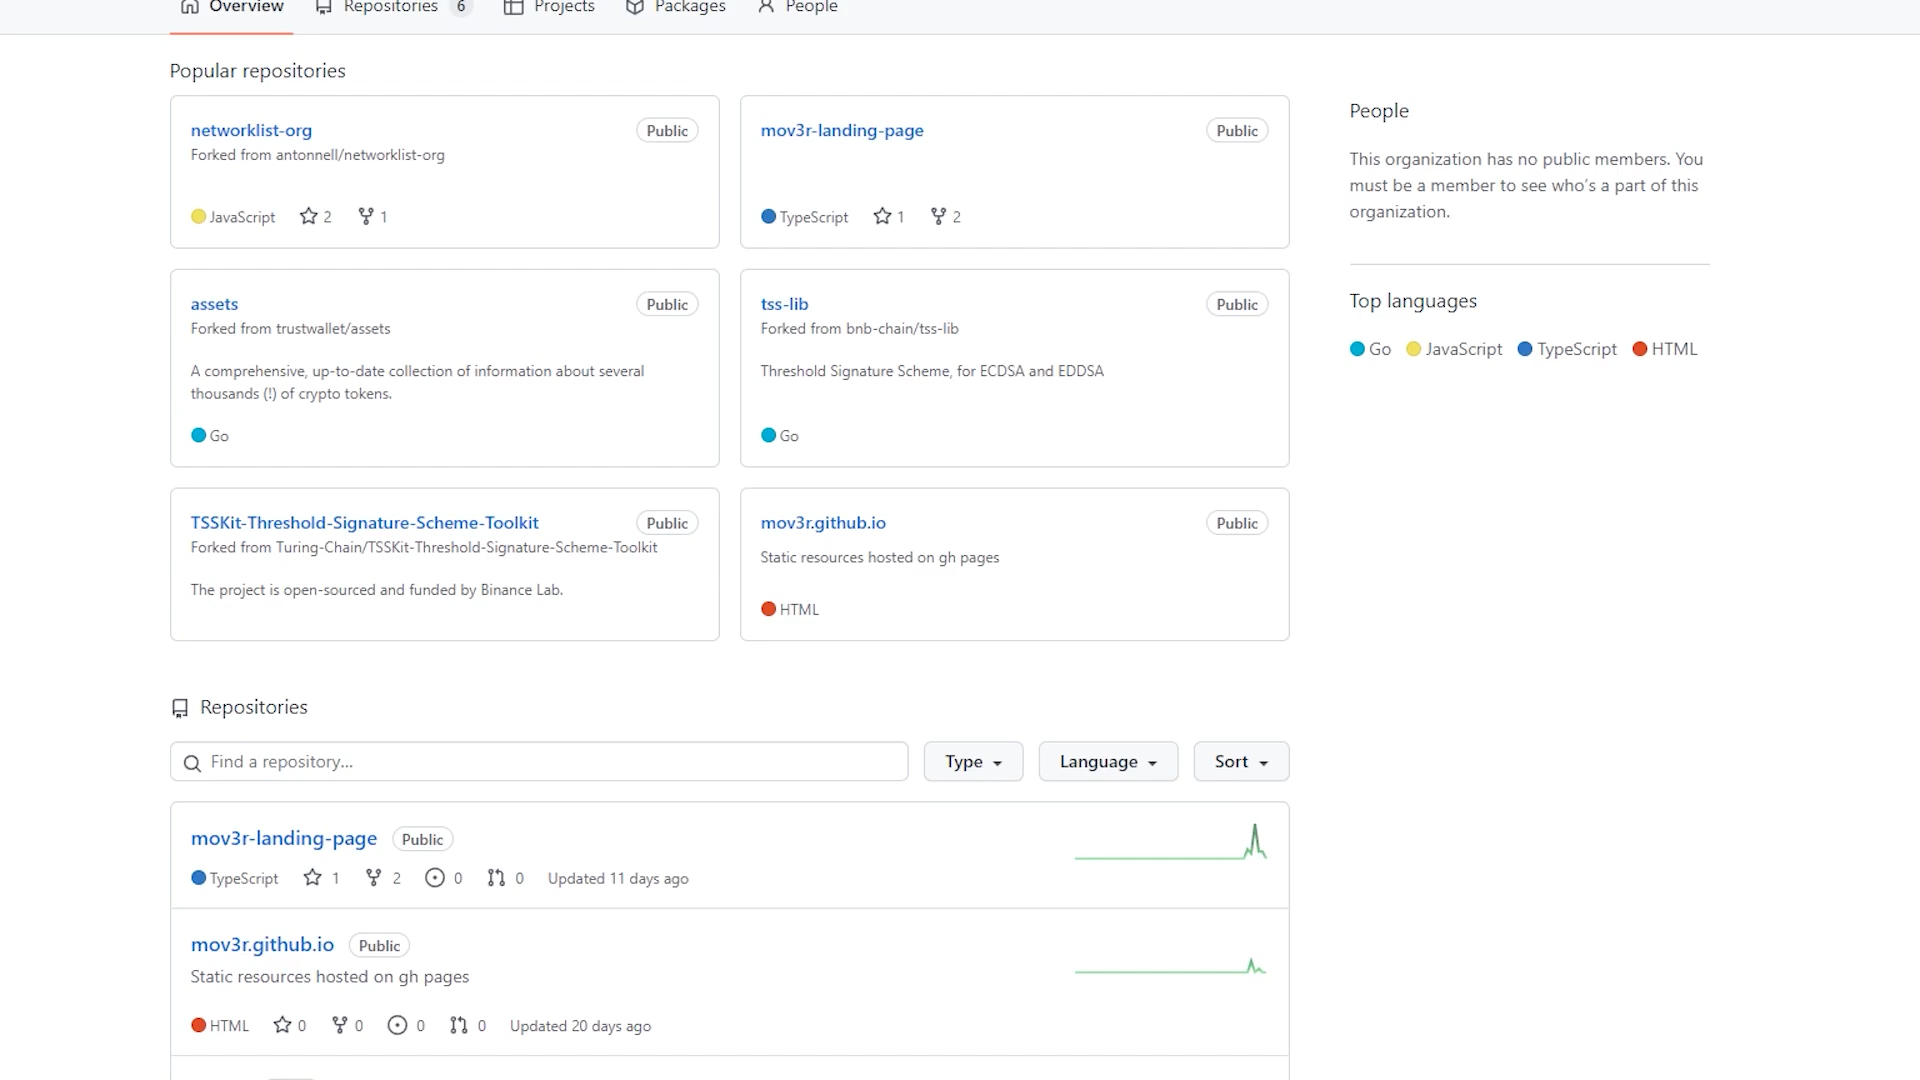 Overview Repositories 6 Projects Packages People
Popular repositories
networklist-org Public
Forked from antonnell/networklist-org
JavaScript 2 1
mov3r-landing-page Public
TypeScript 1 2
assets Public
Forked from trustwallet/assets
A comprehensive, up-to-date collection of information about several
thousands (!) of crypto tokens.
Go
tss-lib Public
Forked from bnb-chain/tss-lib
Threshold Signature Scheme, for ECDSA and EDDSA
Go
TSSKit-Threshold-Signature-Scheme-Toolkit Public
Forked from Turing-Chain/TSSKit-Threshold-Signature-Scheme-Toolkit
The project is open-sourced and funded by Binance Lab.
mov3r.github.io Public
Static resources hosted on gh pages
HTML
People
This organization has no public members. You
must be a member to see who's a part of this
organization.
Top languages
Go JavaScript TypeScript HTML
Repositories
Find a repository... Type Language Sort
mov3r-landing-page Public
TypeScript 1 2 0 0 Updated 11 days ago
mov3r.github.io Public
Static resources hosted on gh pages
HTML 0 0 0 0 Updated 20 days ago